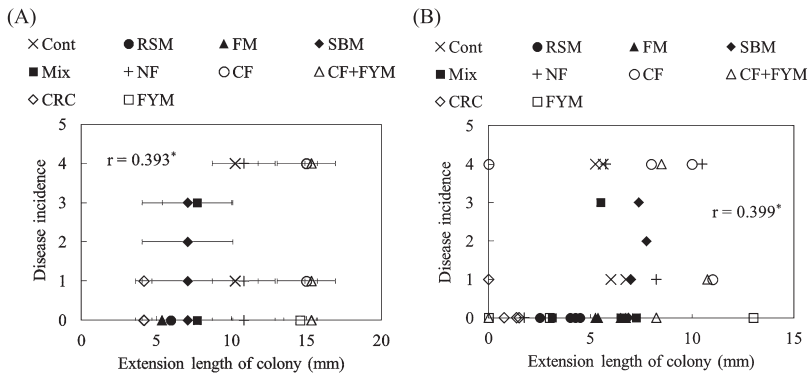 (A)
Cont RSM FM SBM
Mix NF CF CF+FYM
CRC FYM
r = 0.393*
Disease incidence
5
4
3
2
1
0
0 5 10 15 20
Extension length of colony (mm)
(B)
Cont RSM FM SBM
Mix NF CF CF+FYM
CRC FYM
r = 0.399*
Disease incidence
5
4
3
2
1
0
0 5 10 15
Extension length of colony (mm)